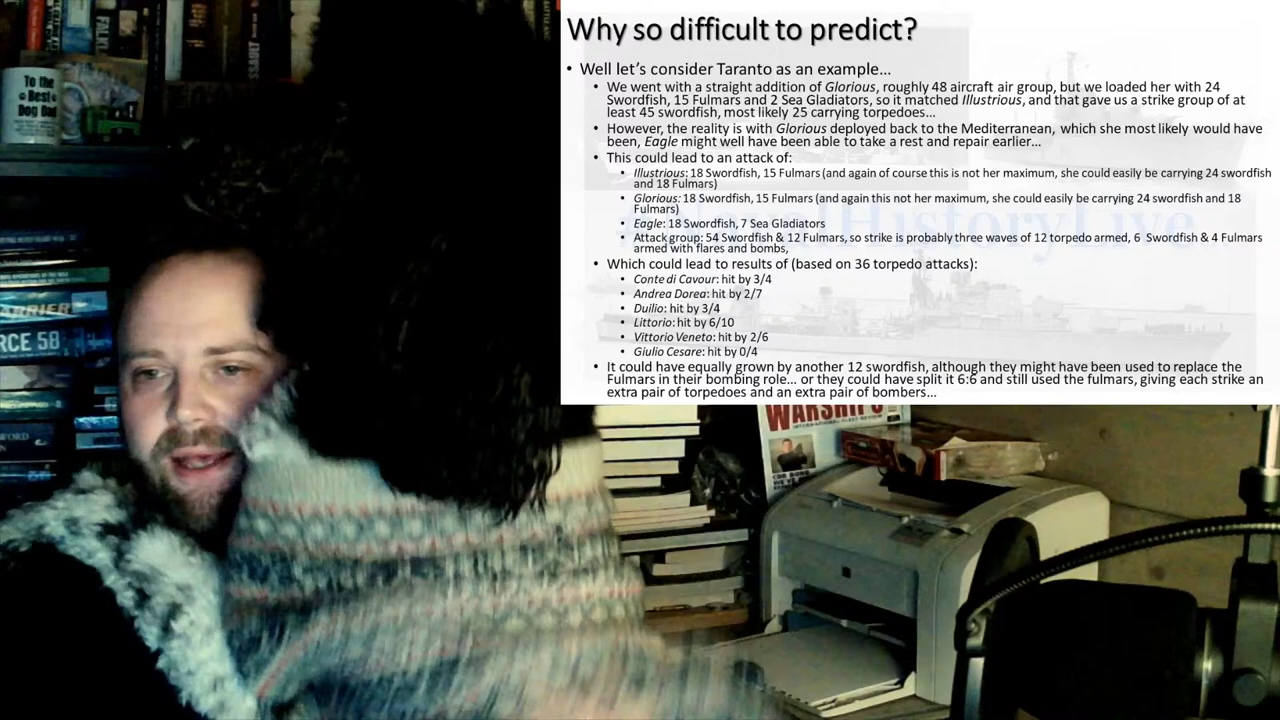 Why so difficult to predict?
• Well let's consider Taranto as an example...
• We went with a straight addition of Glorious, roughly 48 aircraft air group, but we loaded her with 24
Swordfish, 15 Fulmars and 2 Sea Gladiators, so it matched Illustrious, and that gave us a strike group of at
least 45 swordfish, most likely 25 carrying torpedoes...
• However, the reality is with Glorious deployed back to the Mediterranean, which she most likely would have
been, Eagle might well have been able to take a rest and repair earlier...
• This could lead to an attack of:
• Illustrious: 18 Swordfish, 15 Fulmars (and again of course this is not her maximum, she could easily be carrying 24 swordfish
and 18 Fulmars)
• Glorious: 18 Swordfish, 15 Fulmars (and again this not her maximum, she could easily be carrying 24 swordfish and 18
Fulmars)
• Eagle: 18 Swordfish, 7 Sea Gladiators
• Attack group: 54 Swordfish & 12 Fulmars, so strike is probably three waves of 12 torpedo armed, 6 Swordfish & 4 Fulmars
armed with flares and bombs,
• Which could lead to results of (based on 36 torpedo attacks):
• Conte di Cavour: hit by 3/4
• Andrea Dorea: hit by 2/7
• Duilio: hit by 3/4
• Littorio: hit by 6/10
• Vittorio Veneto: hit by 2/6
• Giulio Cesare: hit by 0/4
• It could have equally grown by another 12 swordfish, although they might have been used to replace the
Fulmars in their bombing role... or they could have split it 6:6 and still used the fulmars, giving each strike an
extra pair of torpedoes and an extra pair of bombers...
To the
Best
Dog Dad
ASSAULT
RCE 58
WORD
WARSHIPS